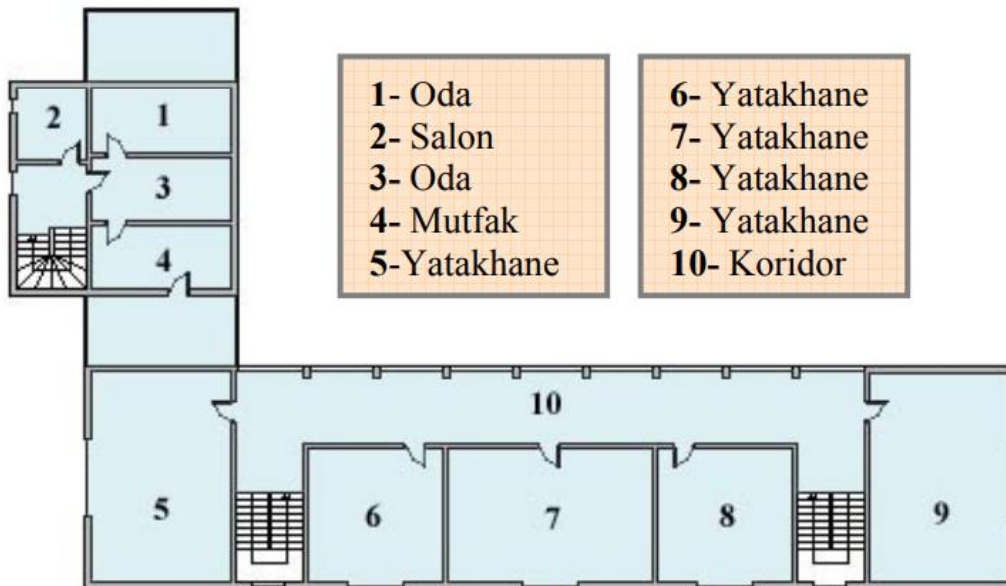 1- Oda
2- Salon
3- Oda
4- Mutfak
5-Yatakhane
6- Yatakhane
7- Yatakhane
8- Yatakhane
9- Yatakhane
10- Koridor
2
1
3
4
10
5
6
7
8
9